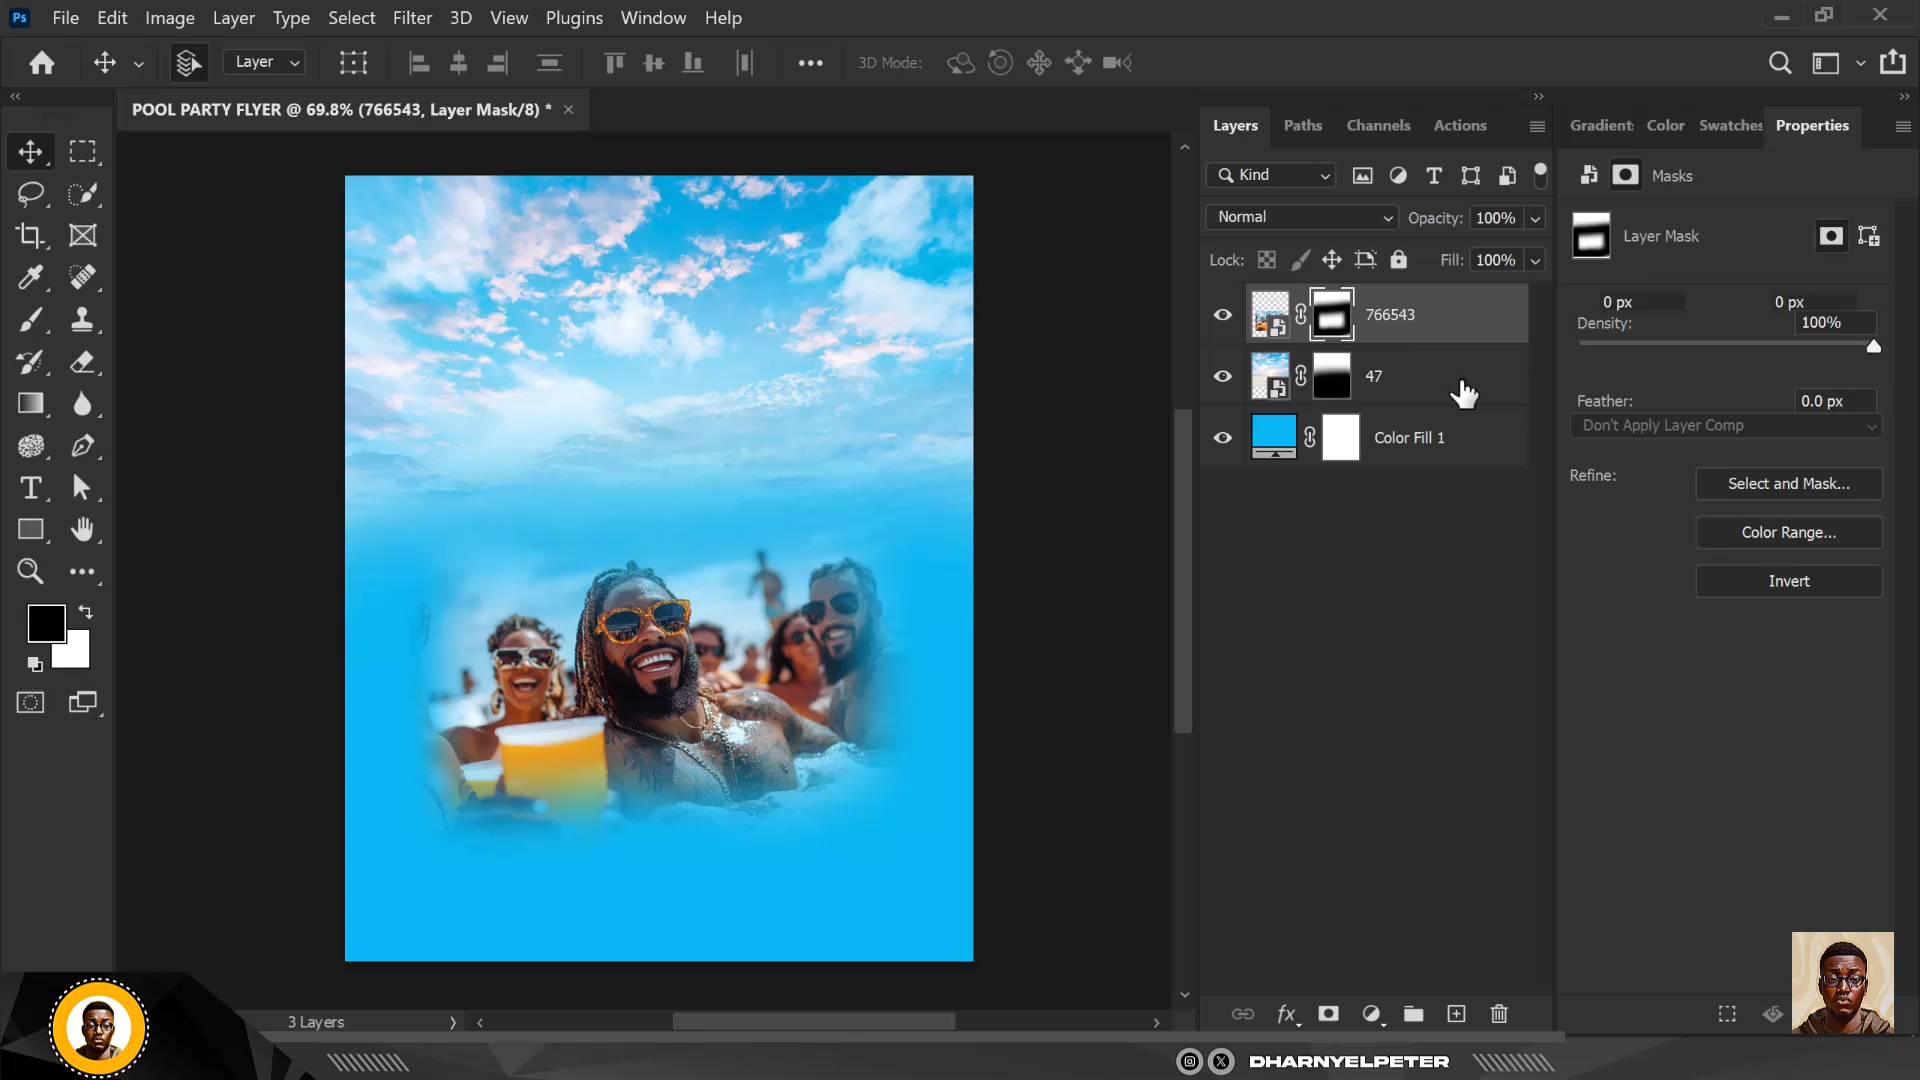 Ps File Edit Image Layer Type Select Filter 3D View Plugins Window Help
Layer 3D Mode:
POOL PARTY FLYER @ 69.8% (766543, Layer Mask/8) * ×
Layers Paths Channels Actions
Gradient Color Swatches Properties
Kind
Masks
Normal Opacity: 100%
Layer Mask
Lock: Fill: 100%
0 px 0 px
766543
Density: 100%
47
Feather: 0.0 px
Don't Apply Layer Comp
Color Fill 1
Refine: Select and Mask...
Color Range...
Invert
3 Layers
fx
DHARNYELPETER